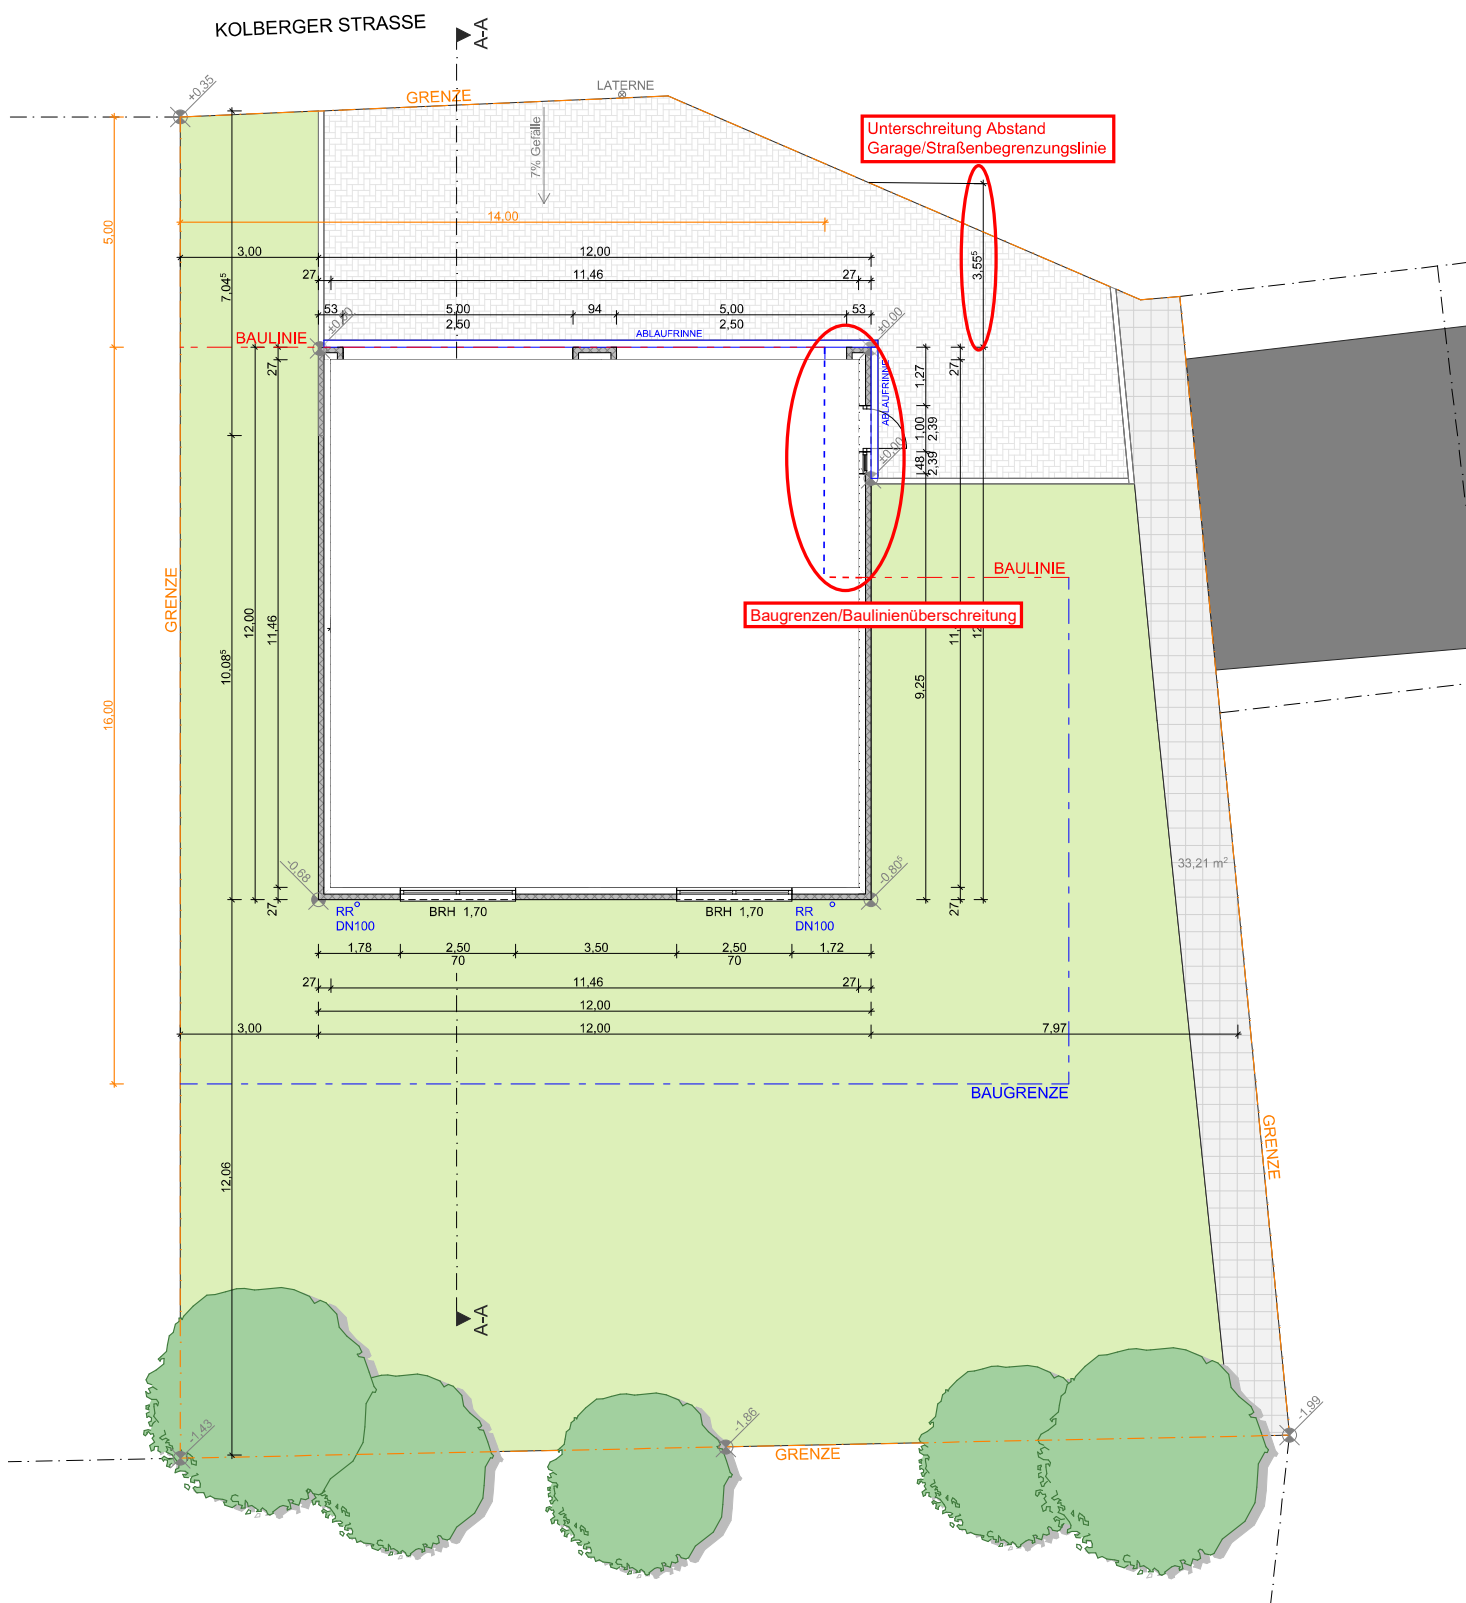 KOLBERGER STRASSE
A-A
+0,35
GRENZE
LATERNE
Unterschreitung Abstand
Garage/Straßenbegrenzungslinie
7% Gefälle
5,00
14,00
3,00
12,00
7,04⁵
27
11,46
27
3,55⁵
53
5,00
2,50
94
5,00
2,50
53
+0,00
+0,00
BAULINIE
ABLAUFRINNE
27
ABLAUFRINNE
1,27
27
1,00
2,39
+0,00
48
2,39
BAULINIE
GRENZE
Baugrenzen/Baulinienüberschreitung
12,00
11,46
10,08⁵
9,25
16,00
33,21 m²
-0,68
-0,80⁵
27
27
RR
DN100
BRH 1,70
BRH 1,70
RR
DN100
1,78
2,50
70
3,50
2,50
70
1,72
27
11,46
27
12,00
3,00
12,00
7,97
BAUGRENZE
GRENZE
12,06
A-A
-1,43
-1,86
-1,99
GRENZE